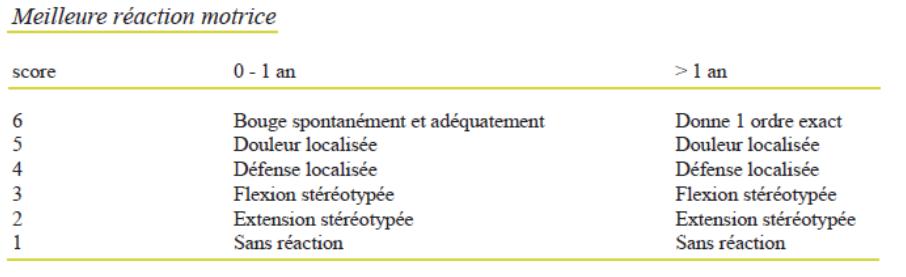 Meilleure réaction motrice
score 0 - 1 an > 1 an
6 Bouge spontanément et adéquatement Donne 1 ordre exact
5 Douleur localisée Douleur localisée
4 Défense localisée Défense localisée
3 Flexion stéréotypée Flexion stéréotypée
2 Extension stéréotypée Extension stéréotypée
1 Sans réaction Sans réaction